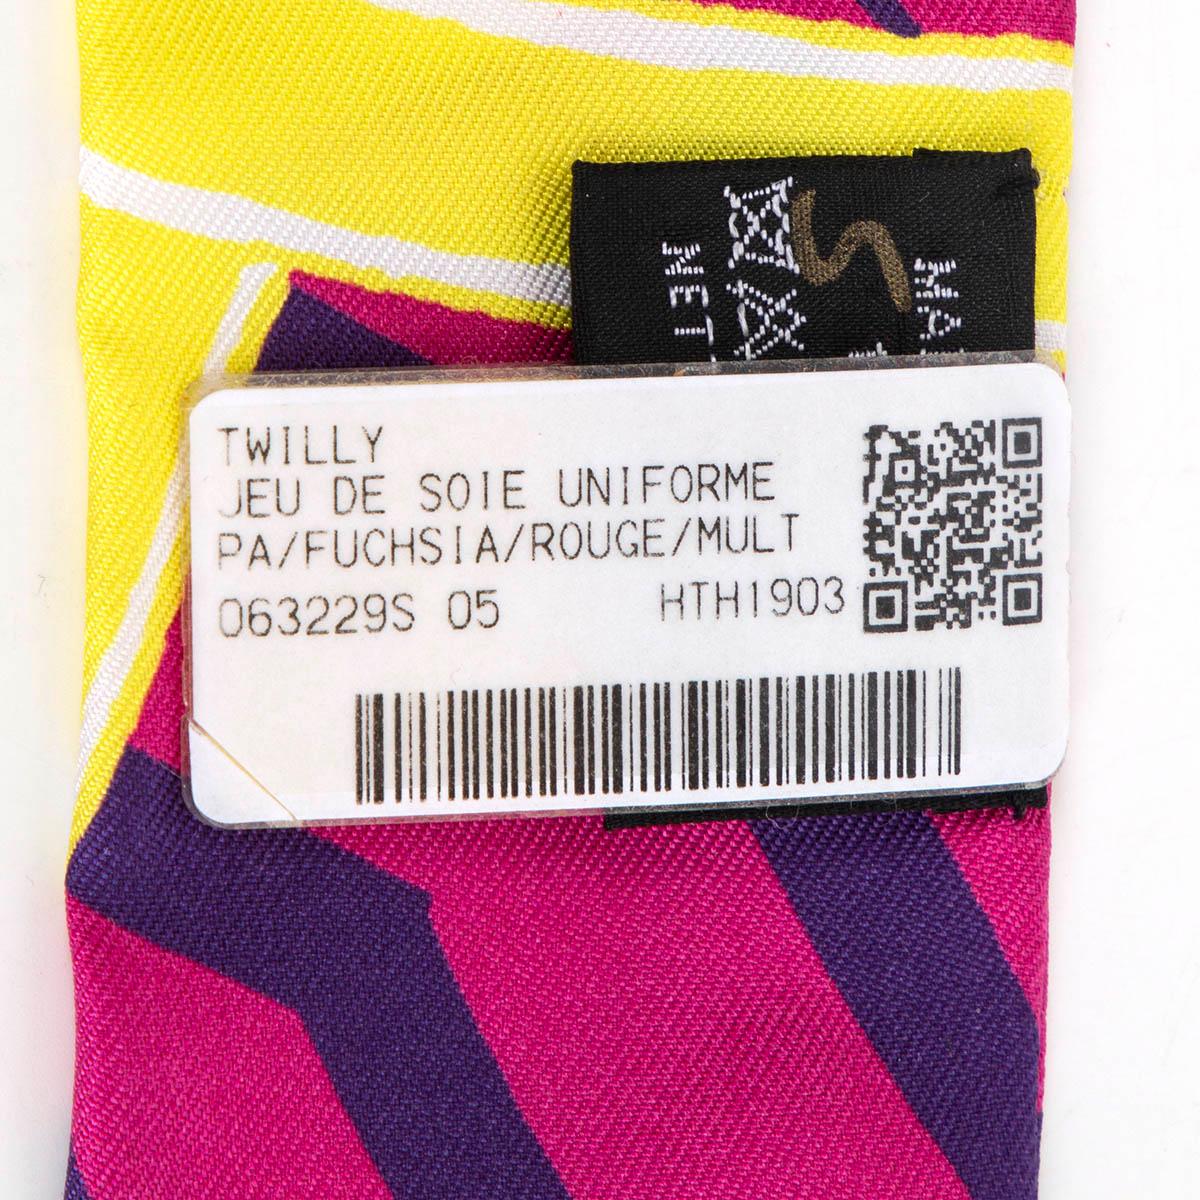 TWILLY
JEU DE SOIE UNIFORME
PA/FUCHSIA/ROUGE/MULT
063229S 05 HTH1903